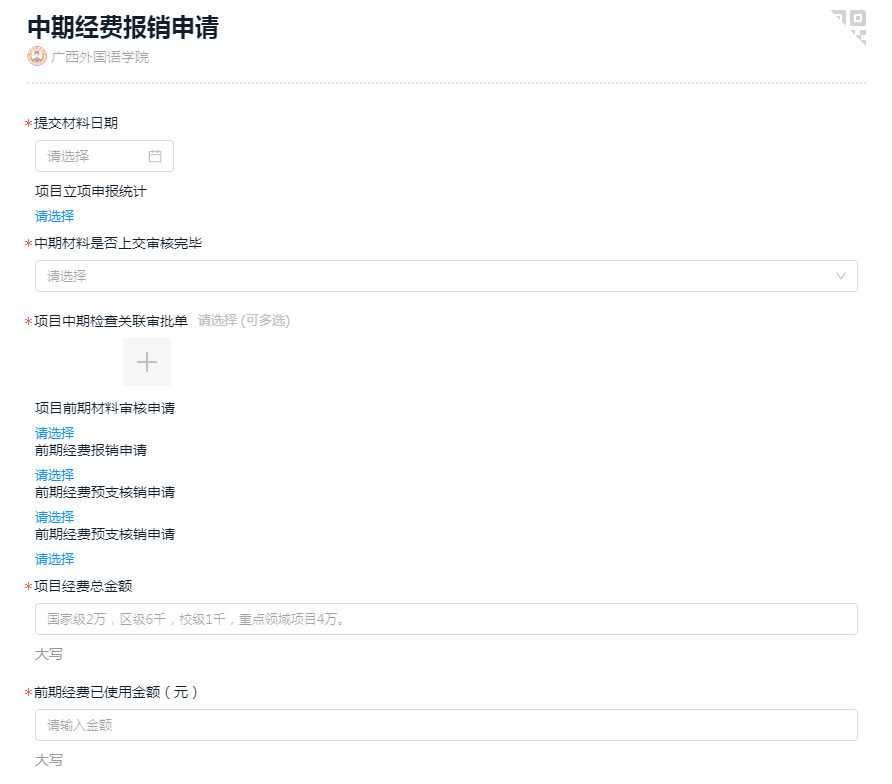 中期经费报销申请
广西外国语学院
*提交材料日期
请选择
项目立项申报统计
请选择
*中期材料是否上交审核完毕
请选择
*项目中期检查关联审批单 请选择 (可多选)
项目前期材料审核申请
请选择
前期经费报销申请
请选择
前期经费预支核销申请
请选择
前期经费预支核销申请
请选择
*项目经费总金额
国家级2万，区级6千，校级1千，重点领域项目4万。
大写
*前期经费已使用金额（元）
请输入金额
大写